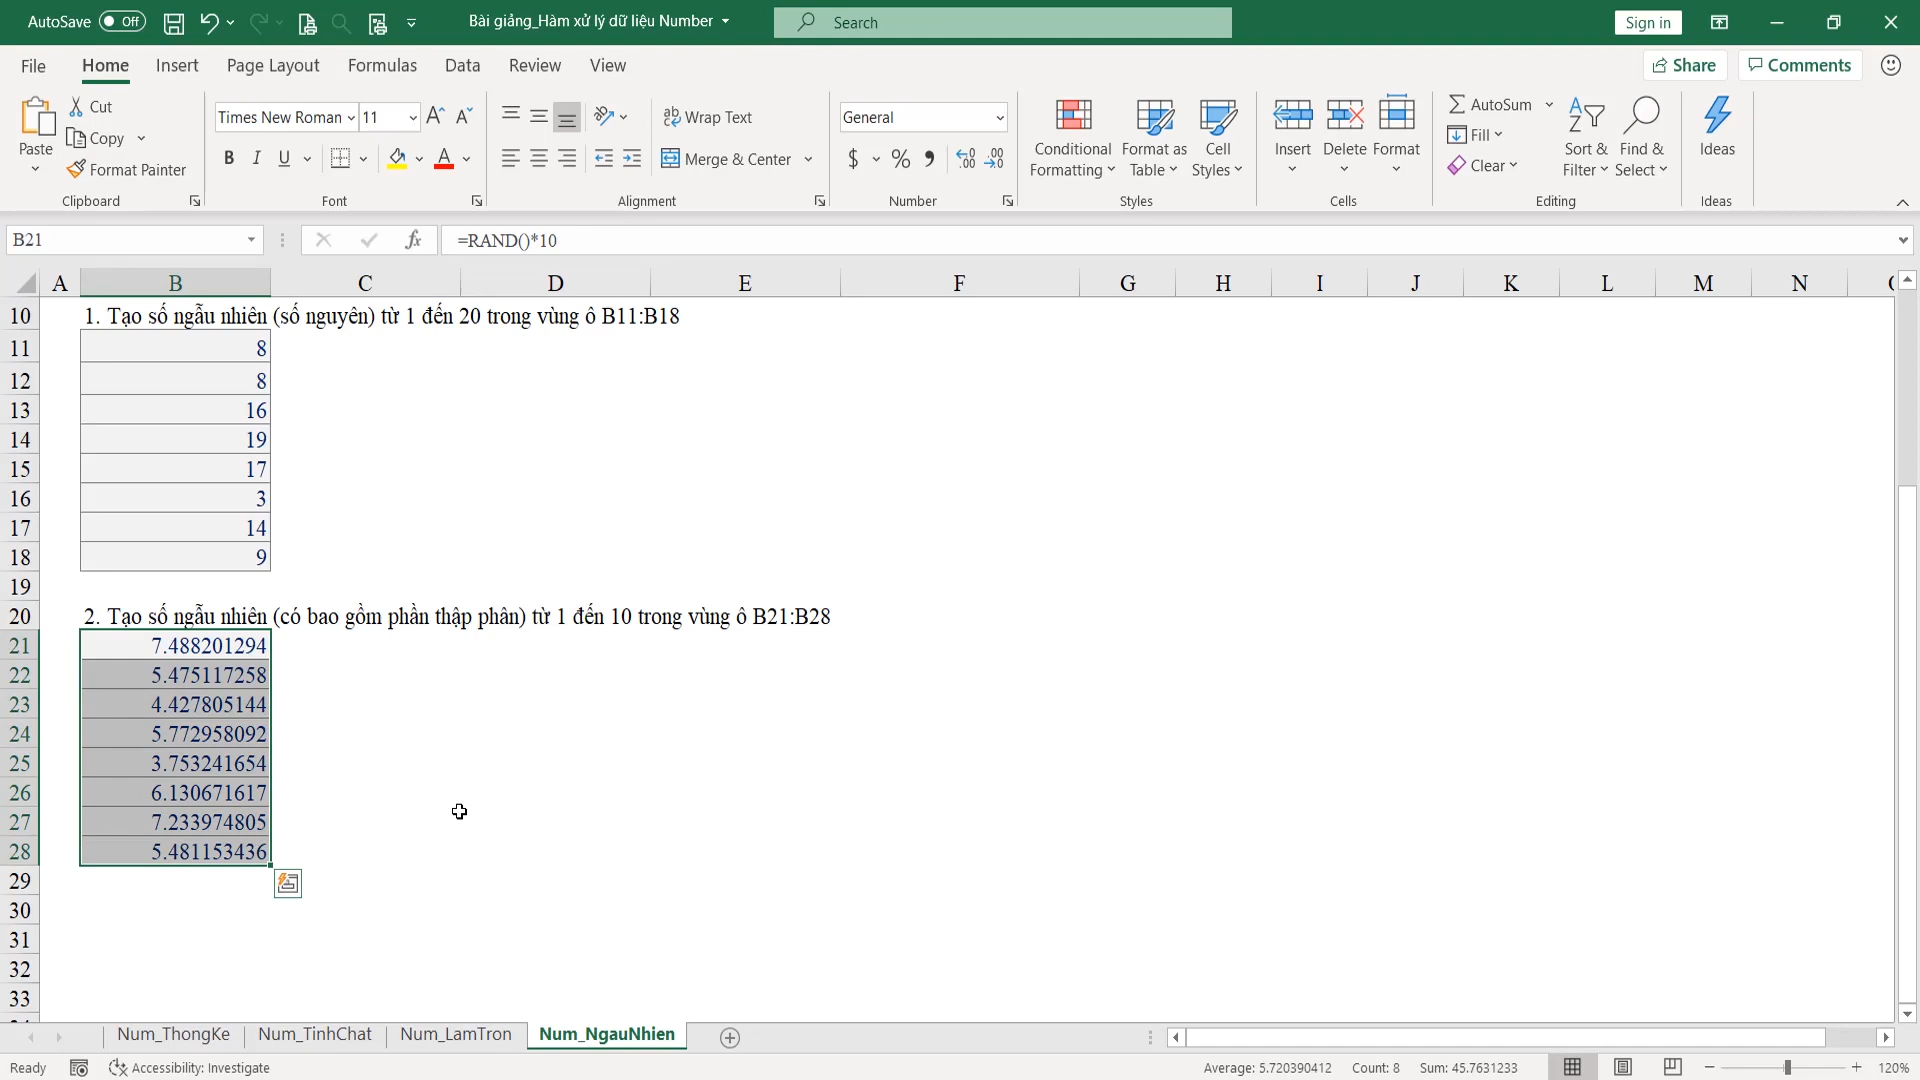 AutoSave Off Bài giảng_Hàm xử lý dữ liệu Number Search Sign in
File Home Insert Page Layout Formulas Data Review View Share Comments
Paste Cut Copy Format Painter Clipboard
Times New Roman 11 B I U Font
Wrap Text Merge & Center Alignment
General $ % Number
Conditional Formatting Format as Table Cell Styles Styles
Insert Delete Format Cells
AutoSum Fill Clear Sort & Filter Find & Select Editing
Ideas Ideas
B21 fx =RAND()*10
A B C D E F G H I J K L M N
10 1. Tạo số ngẫu nhiên (số nguyên) từ 1 đến 20 trong vùng ô B11:B18
11 8
12 8
13 16
14 19
15 17
16 3
17 14
18 9
19
20 2. Tạo số ngẫu nhiên (có bao gồm phần thập phân) từ 1 đến 10 trong vùng ô B21:B28
21 7.488201294
22 5.475117258
23 4.427805144
24 5.772958092
25 3.753241654
26 6.130671617
27 7.233974805
28 5.481153436
29
30
31
32
33
Num_ThongKe Num_TinhChat Num_LamTron Num_NgauNhien
Ready Accessibility: Investigate Average: 5.720390412 Count: 8 Sum: 45.7631233 120%